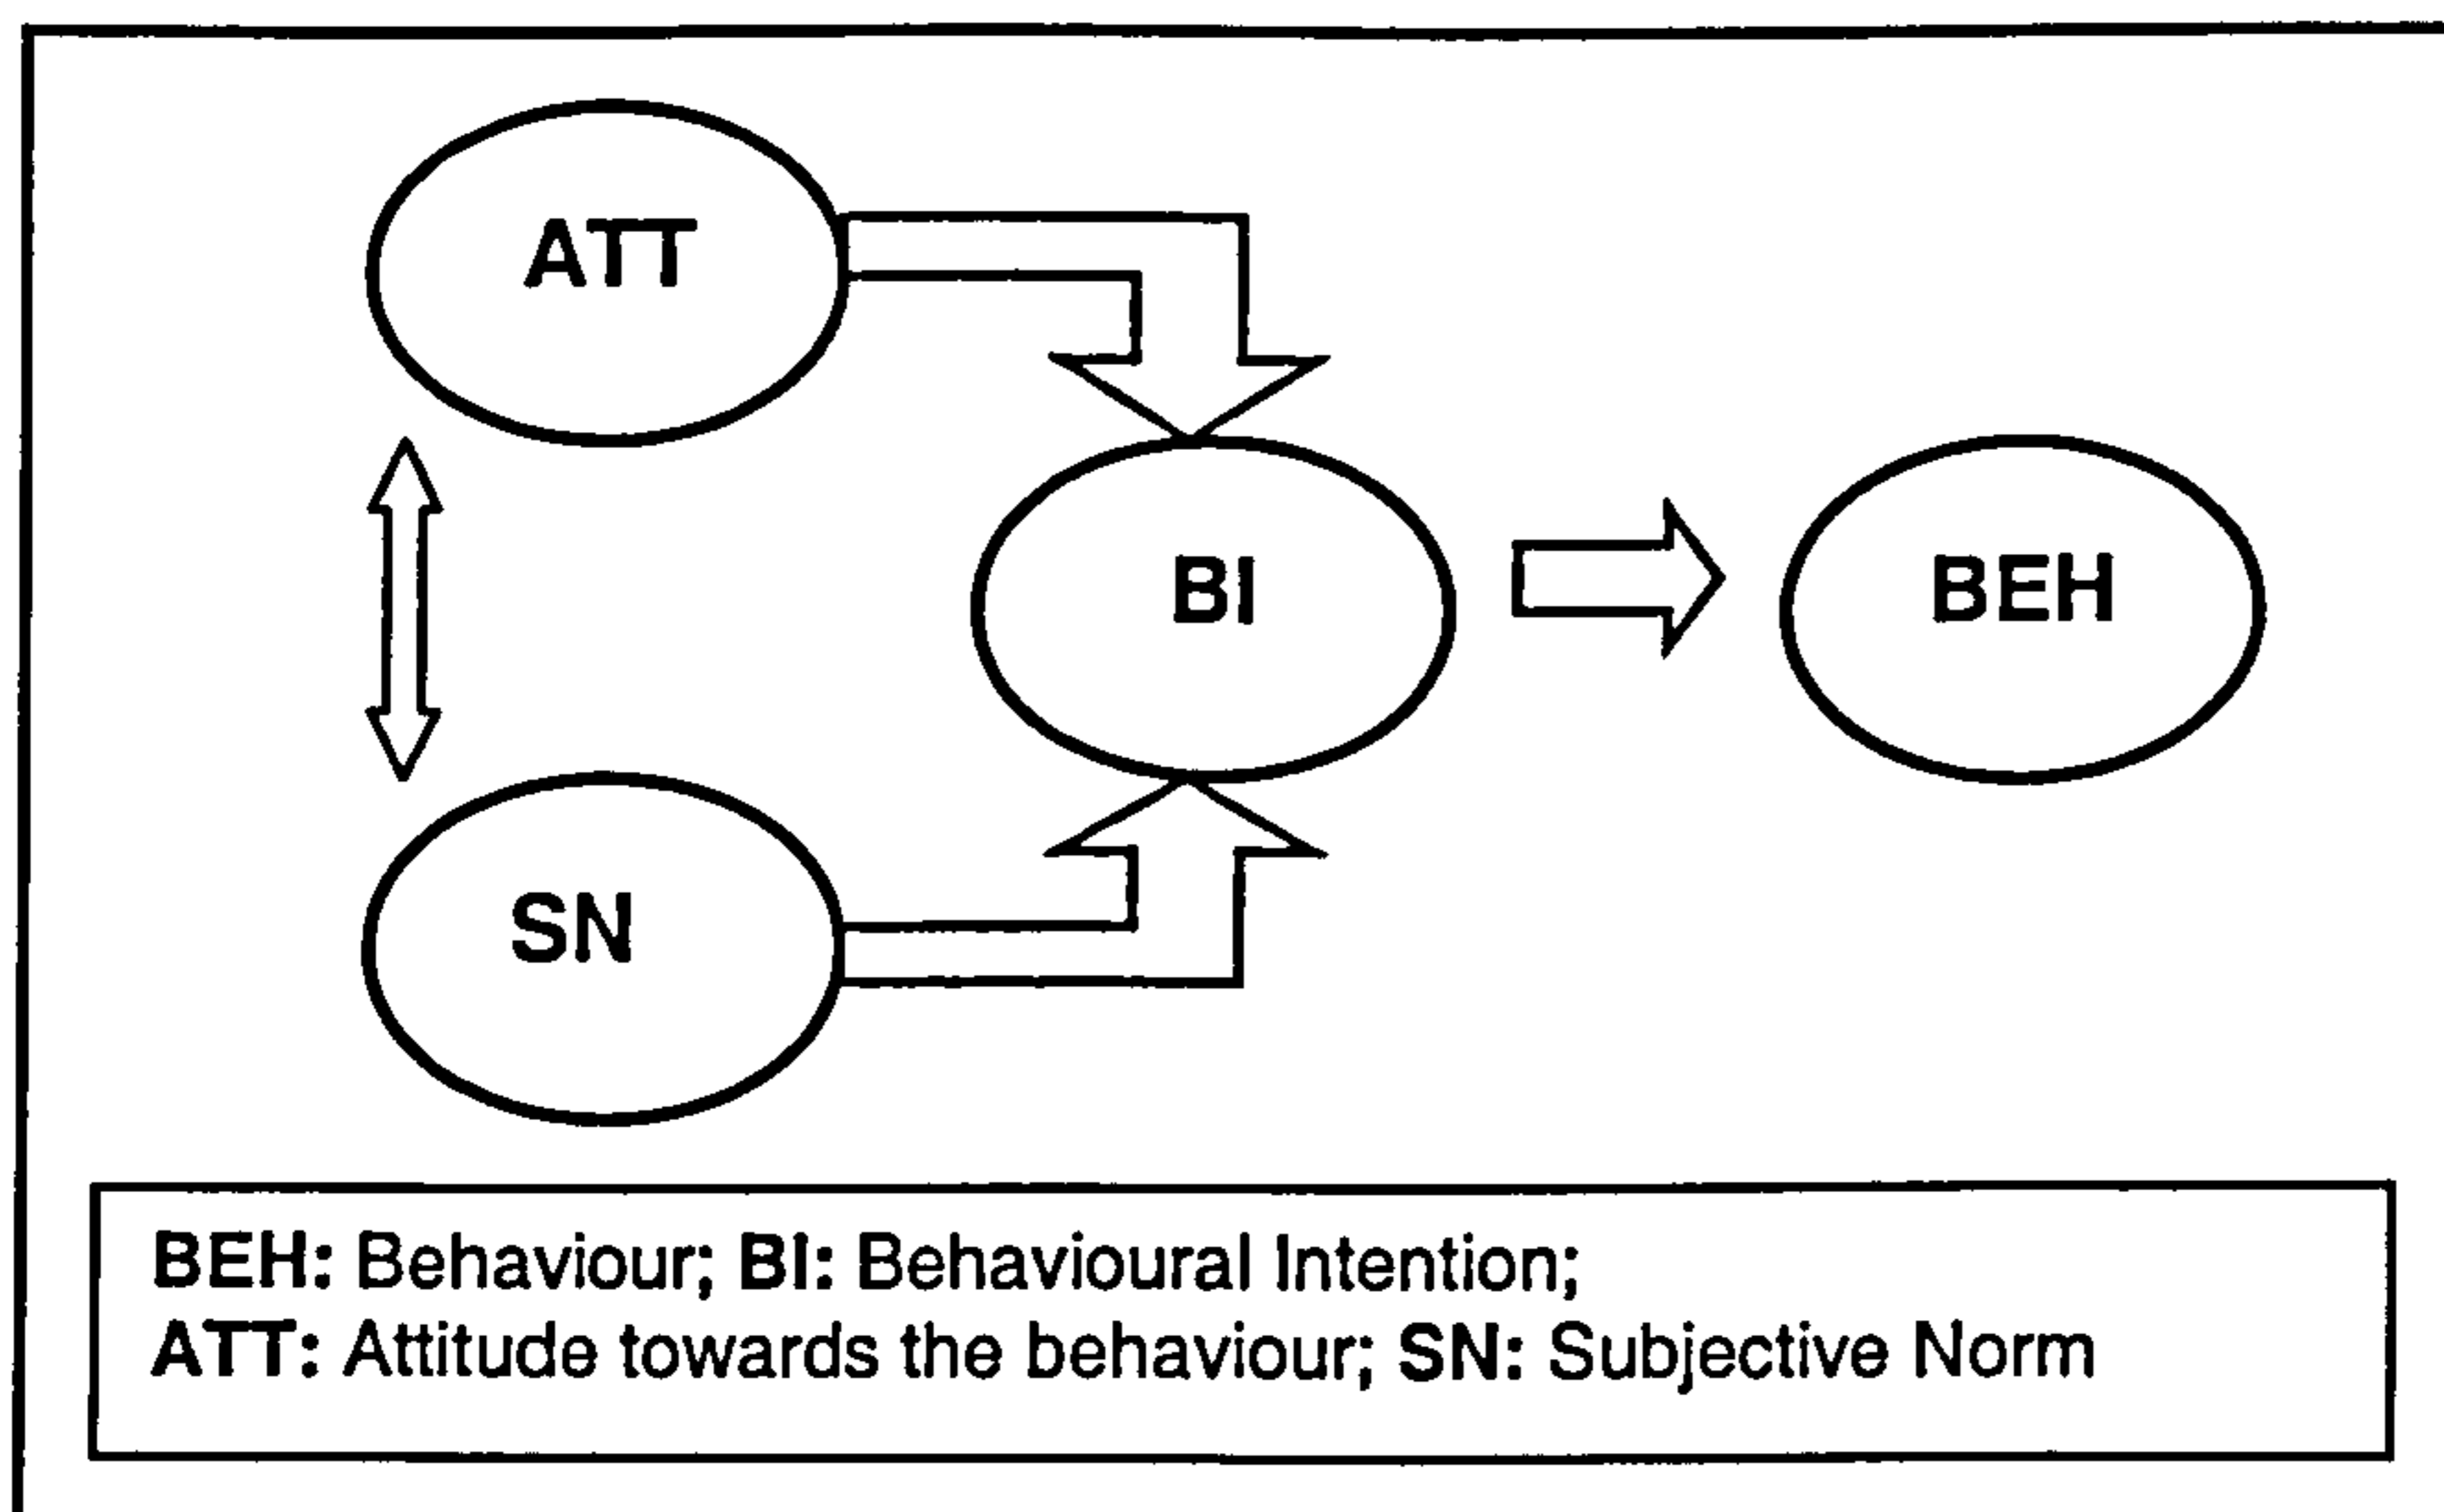 ATT
BI
BEH
SN
BEH: Behaviour; BI: Behavioural Intention;
ATT: Attitude towards the behaviour; SN: Subjective Norm